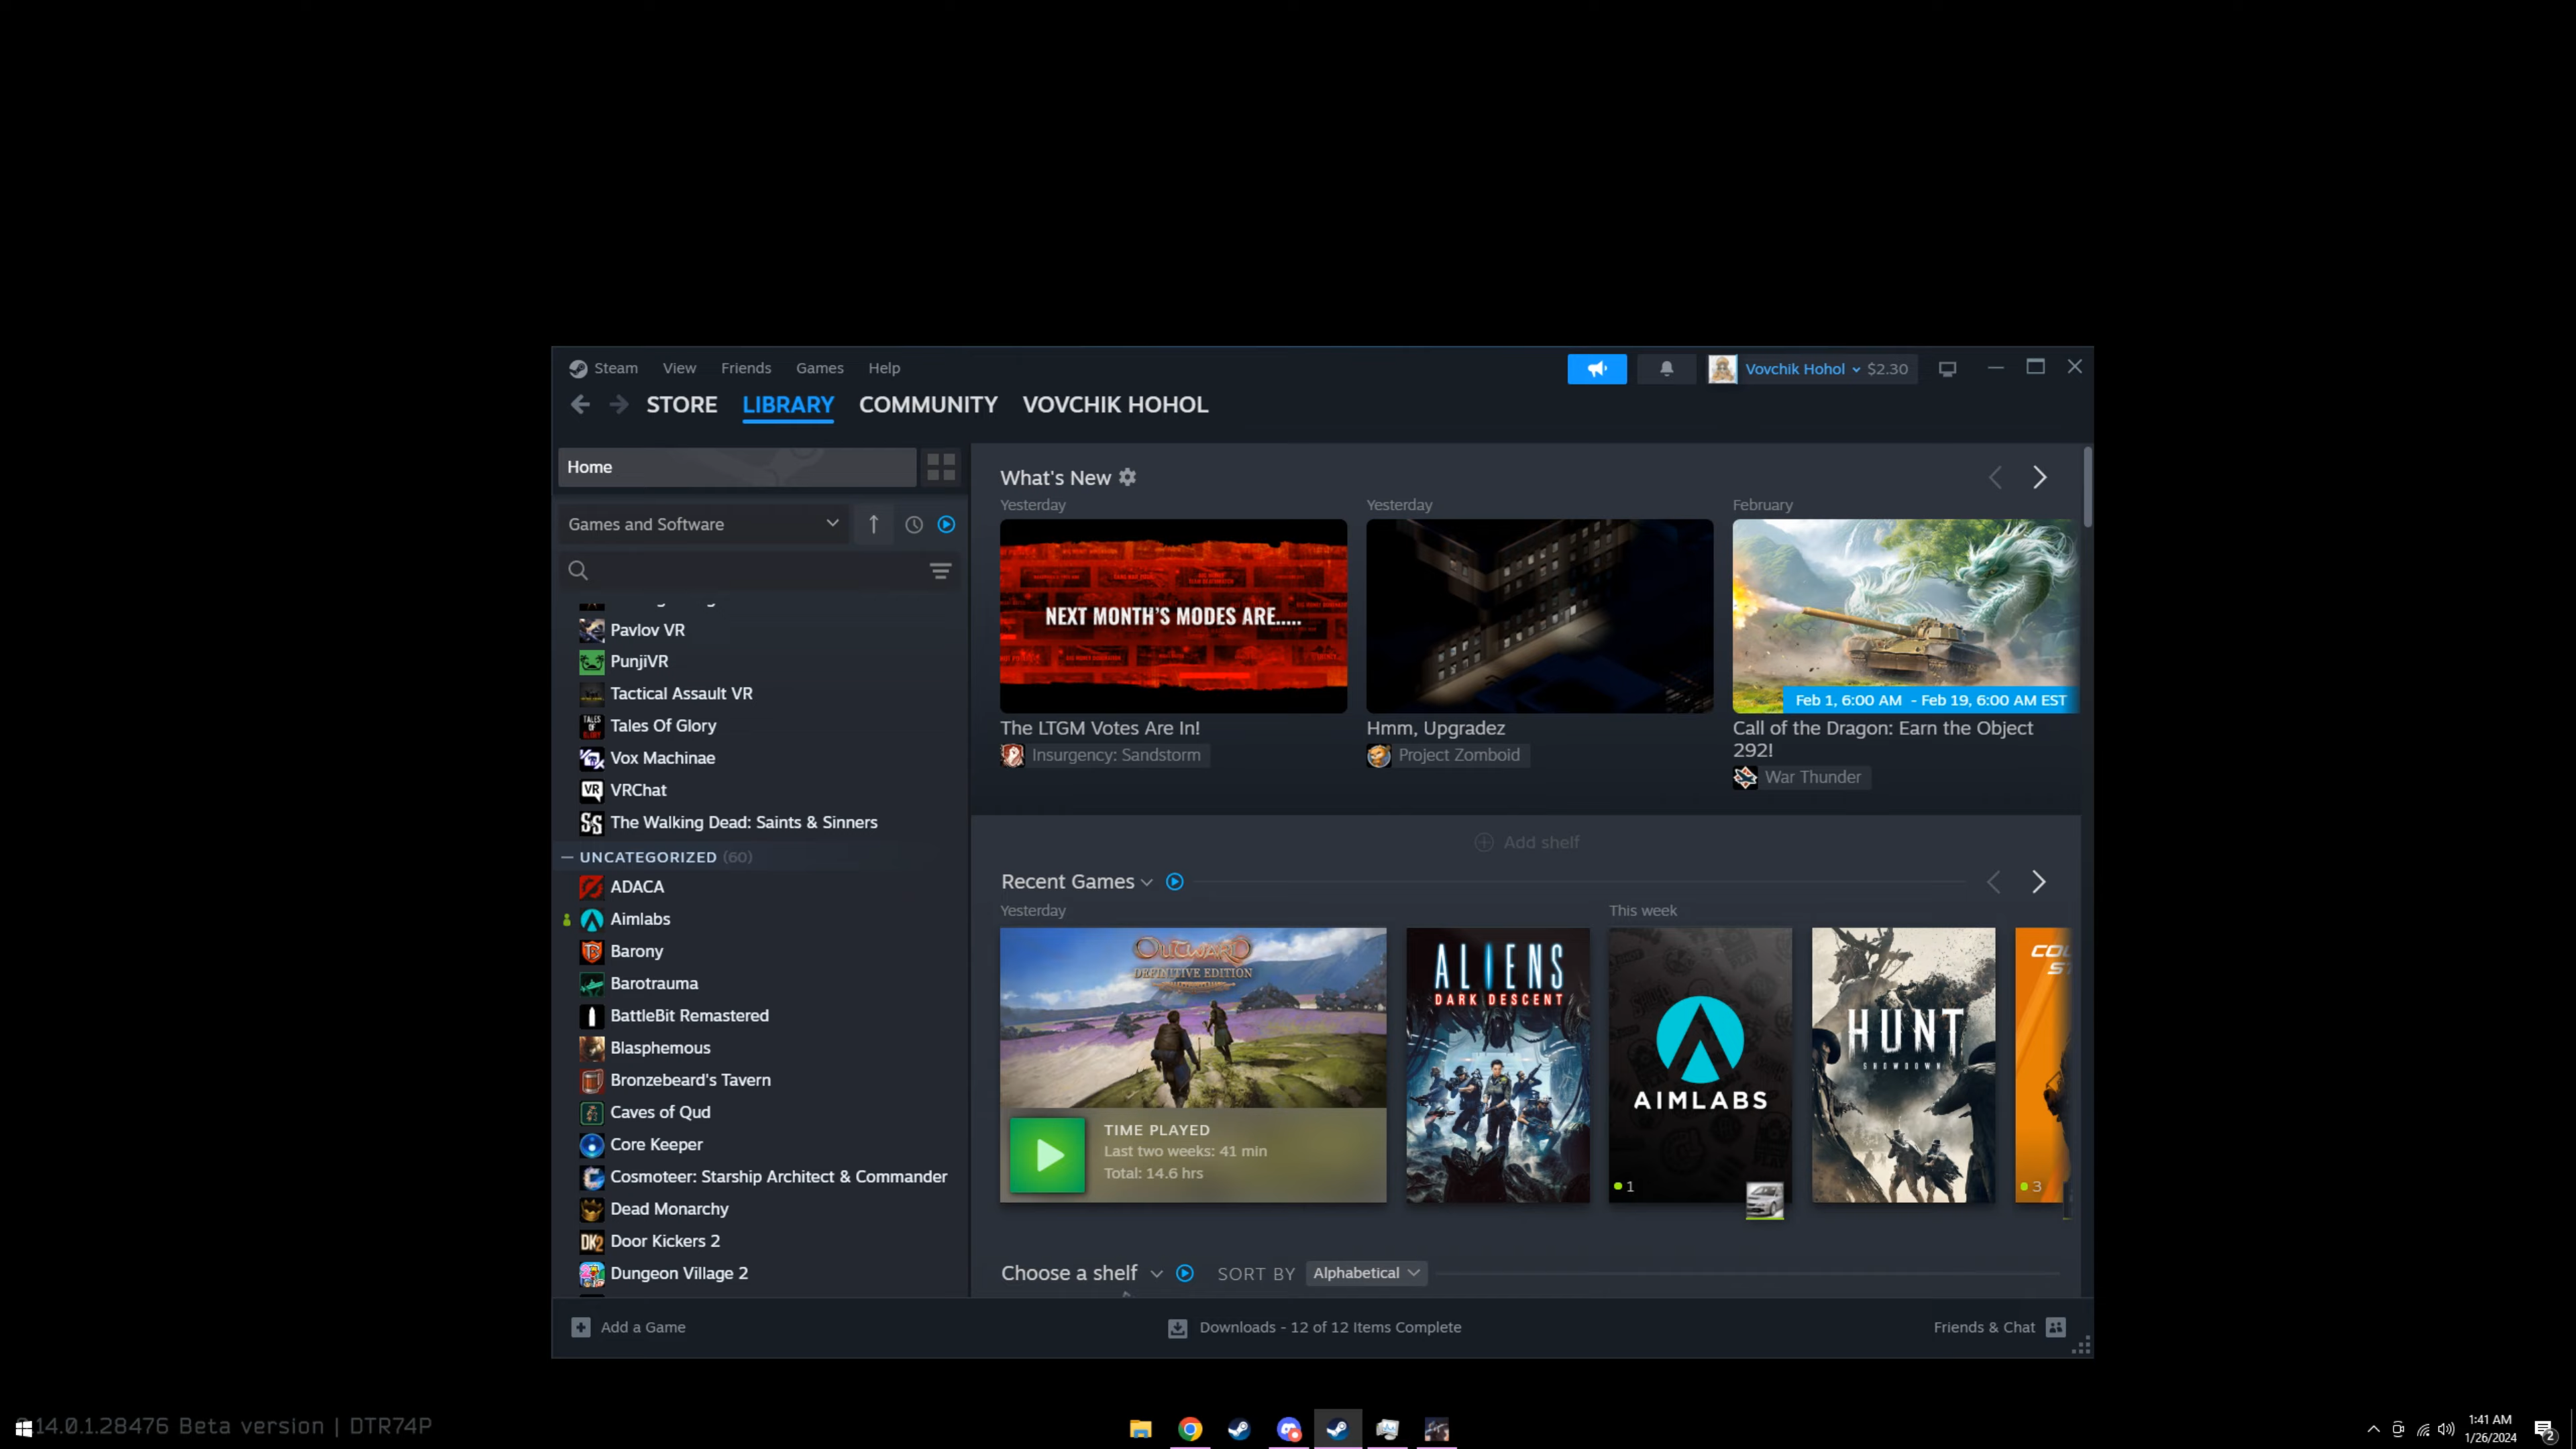 Steam View Friends Games Help
Vovchik Hohol $2.30
STORE LIBRARY COMMUNITY VOVCHIK HOHOL
Home
Games and Software
Pavlov VR
PunjiVR
Tactical Assault VR
TALES OF GLORY Tales Of Glory
Vox Machinae
VR VRChat
SS The Walking Dead: Saints & Sinners
UNCATEGORIZED (60)
ADACA
Aimlabs
Barony
Barotrauma
BattleBit Remastered
Blasphemous
Bronzebeard's Tavern
Caves of Qud
Core Keeper
Cosmoteer: Starship Architect & Commander
Dead Monarchy
DK2 Door Kickers 2
Dungeon Village 2
What's New
Yesterday
NEXT MONTH'S MODES ARE.....
The LTGM Votes Are In!
Insurgency: Sandstorm
Yesterday
Hmm, Upgradez
Project Zomboid
February
Feb 1, 6:00 AM - Feb 19, 6:00 AM EST
Call of the Dragon: Earn the Object
292!
War Thunder
Add shelf
Recent Games
Yesterday
OUTWARD
DEFINITIVE EDITION
TIME PLAYED
Last two weeks: 41 min
Total: 14.6 hrs
ALIENS
DARK DESCENT
This week
AIMLABS
1
HUNT
SHOWDOWN
3
Choose a shelf SORT BY Alphabetical
Add a Game
Downloads - 12 of 12 Items Complete
Friends & Chat
14.0.1.28476 Beta version | DTR74P
1:41 AM
1/26/2024
2